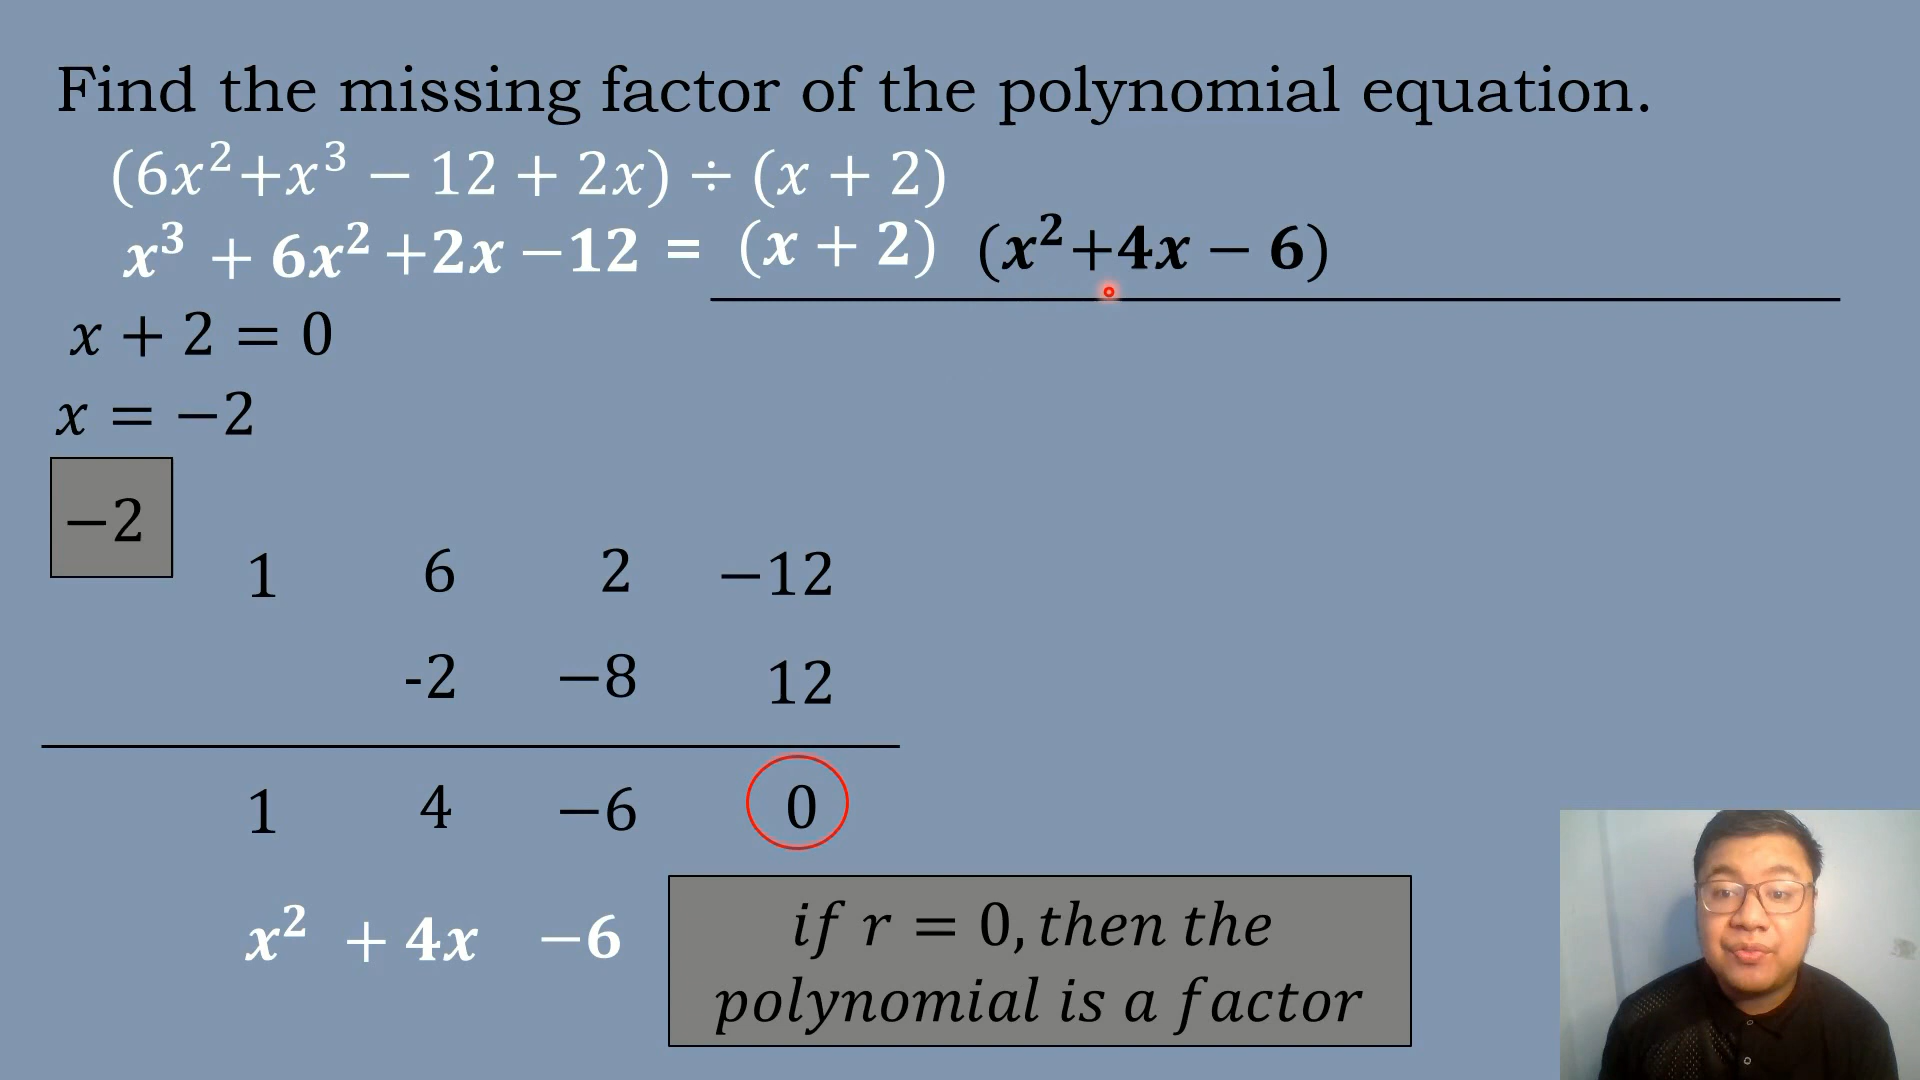 Find the missing factor of the polynomial equation.
(6x²+x³ − 12 + 2x) ÷ (x + 2)
x³ + 6x² +2x −12 = (x + 2) (x²+4x − 6)
x + 2 = 0
x = −2
−2
1 6 2 −12
-2 −8 12
1 4 −6 0
x² + 4x −6
if r = 0, then the
polynomial is a factor